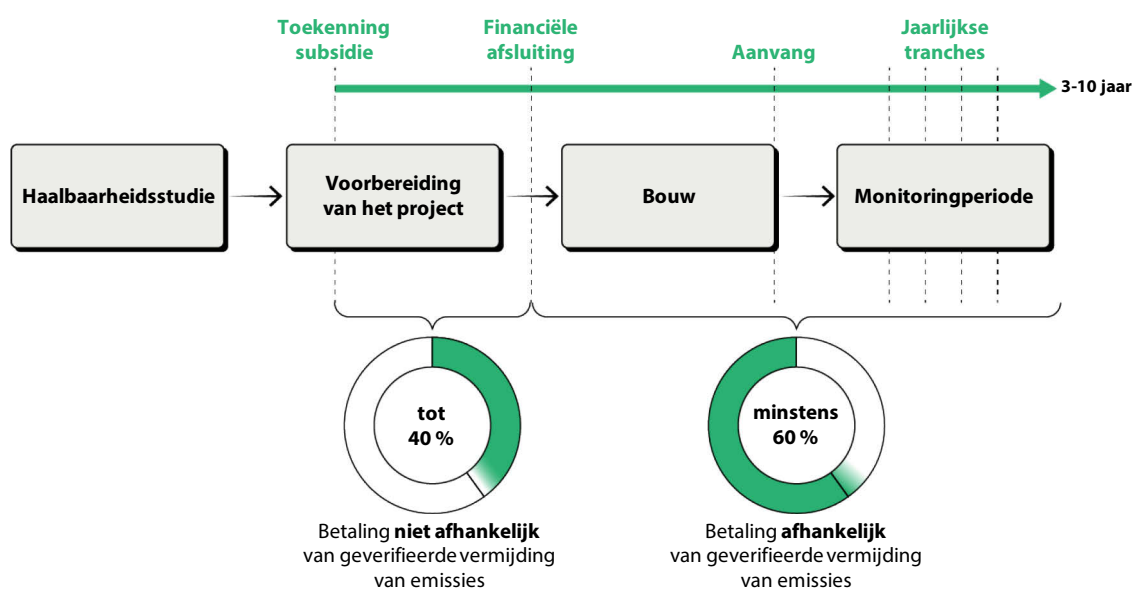 Toekenning
subsidie
Financiële
afsluiting
Aanvang
Jaarlijkse
tranches
3-10 jaar
Haalbaarheidsstudie
Voorbereiding
van het project
Bouw
Monitoringperiode
tot
40 %
minstens
60 %
Betaling niet afhankelijk
van geverifieerde vermijding
van emissies
Betaling afhankelijk
van geverifieerde vermijding
van emissies